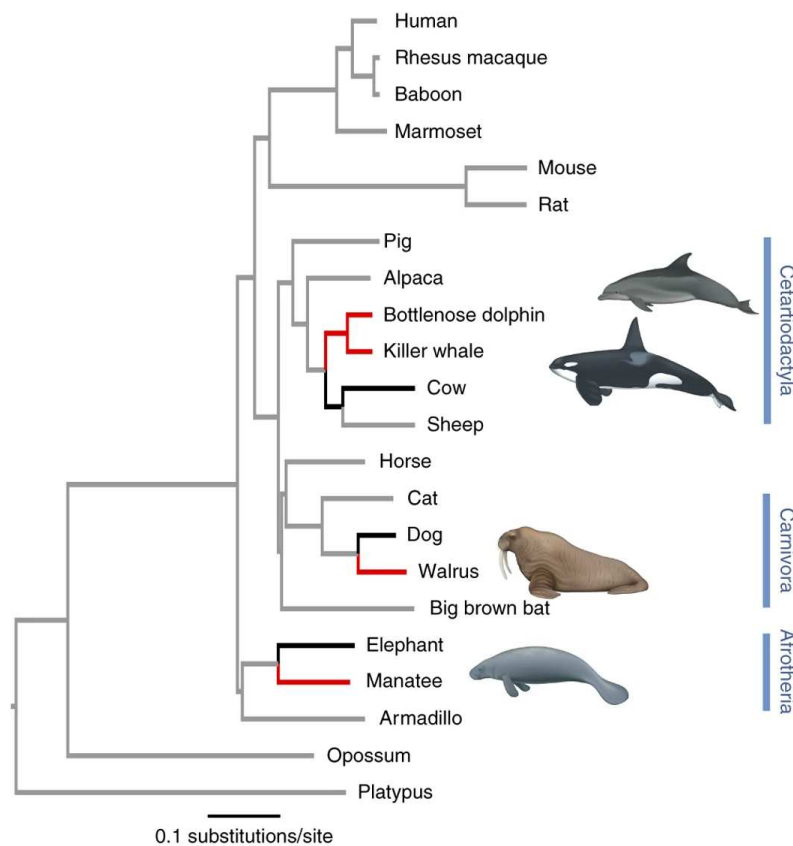 Human
Rhesus macaque
Baboon
Marmoset
Mouse
Rat
Pig
Alpaca
Bottlenose dolphin
Killer whale
Cow
Sheep
Cetartiodactyla
Horse
Cat
Dog
Walrus
Big brown bat
Carnivora
Elephant
Manatee
Armadillo
Afrotheria
Opossum
Platypus
0.1 substitutions/site